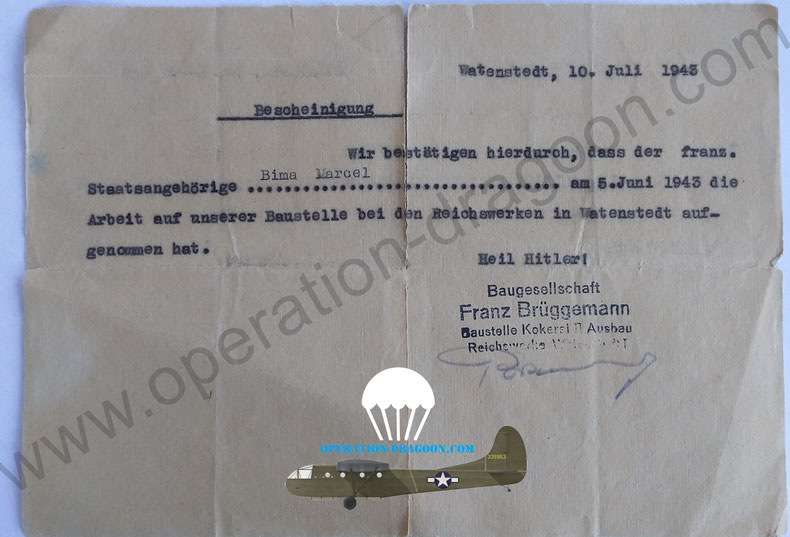 Watenstedt, 10. Juli 1943
Bescheinigung
Wir bestätigen hierdurch, dass der franz.
Staatsangehörige Bima Marcel am 5.Juni 1943 die
Arbeit auf unserer Baustelle bei den Reichswerken in Watenstedt auf-
genommen hat.
Heil Hitler!
Baugesellschaft
Franz Brüggemann
Baustelle Kokerei II Ausbau
Reichswerke
OPERATION-DRAGOON.COM
330953
www.operation-dragoon.com